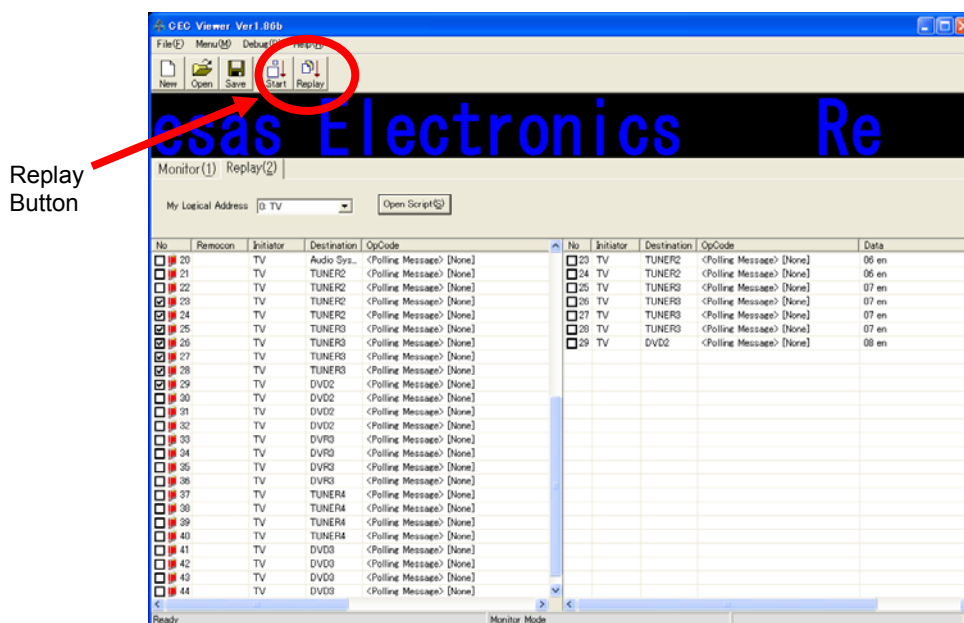 CEC Viewer Ver1.86b
File(F) Menu(M)
New Open Save Start Replay
esas Electronics Re
Replay
Button
Monitor(1) Replay(2)
My Logical Address 0: TV Open Script(S)
No Remocon Initiator Destination OpCode No Initiator Destination OpCode Data
20 TV Audio Sys... <Polling Message> [None] 23 TV TUNER2 <Polling Message> [None] 06 en
21 TV TUNER2 <Polling Message> [None] 24 TV TUNER2 <Polling Message> [None] 06 en
22 TV TUNER2 <Polling Message> [None] 25 TV TUNER3 <Polling Message> [None] 07 en
23 TV TUNER2 <Polling Message> [None] 26 TV TUNER3 <Polling Message> [None] 07 en
24 TV TUNER2 <Polling Message> [None] 27 TV TUNER3 <Polling Message> [None] 07 en
25 TV TUNER3 <Polling Message> [None] 28 TV TUNER3 <Polling Message> [None] 07 en
26 TV TUNER3 <Polling Message> [None] 29 TV DVD2 <Polling Message> [None] 08 en
27 TV TUNER3 <Polling Message> [None]
28 TV TUNER3 <Polling Message> [None]
29 TV DVD2 <Polling Message> [None]
30 TV DVD2 <Polling Message> [None]
31 TV DVD2 <Polling Message> [None]
32 TV DVD2 <Polling Message> [None]
33 TV DVR3 <Polling Message> [None]
34 TV DVR3 <Polling Message> [None]
35 TV DVR3 <Polling Message> [None]
36 TV DVR3 <Polling Message> [None]
37 TV TUNER4 <Polling Message> [None]
38 TV TUNER4 <Polling Message> [None]
39 TV TUNER4 <Polling Message> [None]
40 TV TUNER4 <Polling Message> [None]
41 TV DVD3 <Polling Message> [None]
42 TV DVD3 <Polling Message> [None]
43 TV DVD3 <Polling Message> [None]
44 TV DVD3 <Polling Message> [None]
Ready Monitor Mode